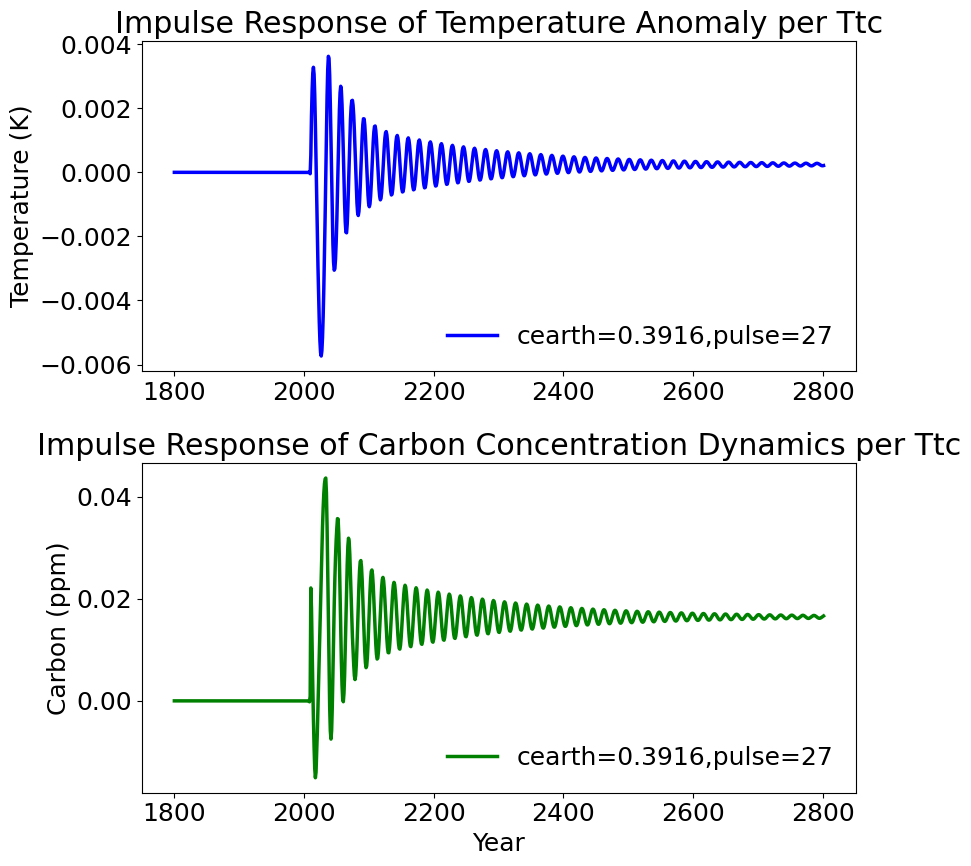 Impulse Response of Temperature Anomaly per Ttc
0.004
0.002
0.000
−0.002
−0.004
−0.006
Temperature (K)
cearth=0.3916,pulse=27
1800 2000 2200 2400 2600 2800
Impulse Response of Carbon Concentration Dynamics per Ttc
0.04
0.02
0.00
Carbon (ppm)
cearth=0.3916,pulse=27
1800 2000 2200 2400 2600 2800
Year